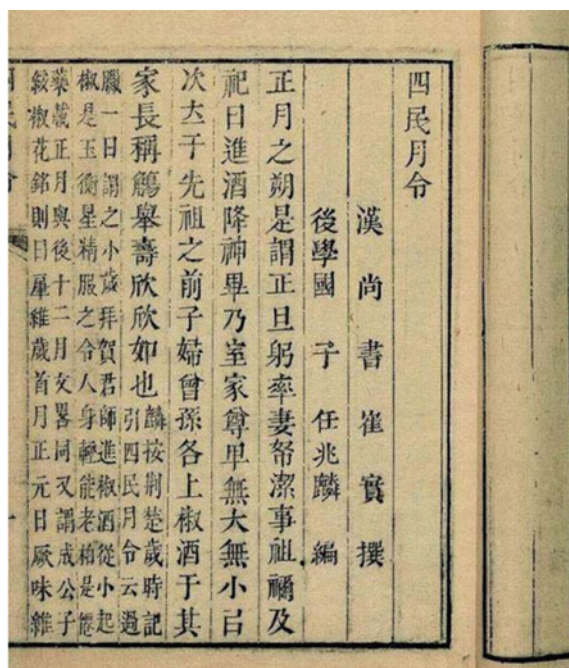 四民月令
漢尚書崔實撰
後學國子任兆麟編
正月之朔是謂正旦躬率妻帑潔事祖禰及
祀日進酒降神畢乃室家尊卑無大無小㠯
次于先祖之前子婦曾孫各上椒酒于其
家長稱觴舉壽欣欣如也麟按荆楚歲時記
引四民月令云過
臘一日謂之小歲拜賀君師進椒酒從小起
椒是玉衡星精服之令人身輕能老柏是僊
藥正月與後十二月文畧同又謂成公子
綏椒花銘則曰肇維歲首月正元日厥味維
四民月令